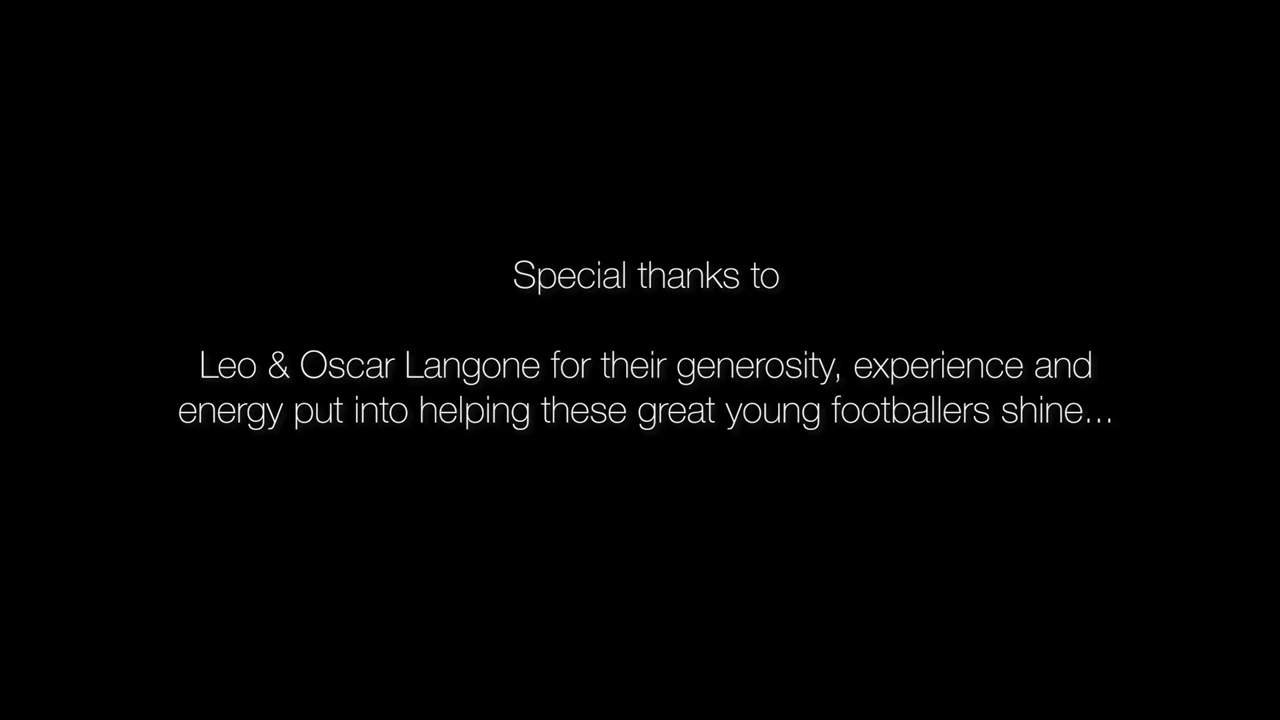 Special thanks to
Leo & Oscar Langone for their generosity, experience and
energy put into helping these great young footballers shine...